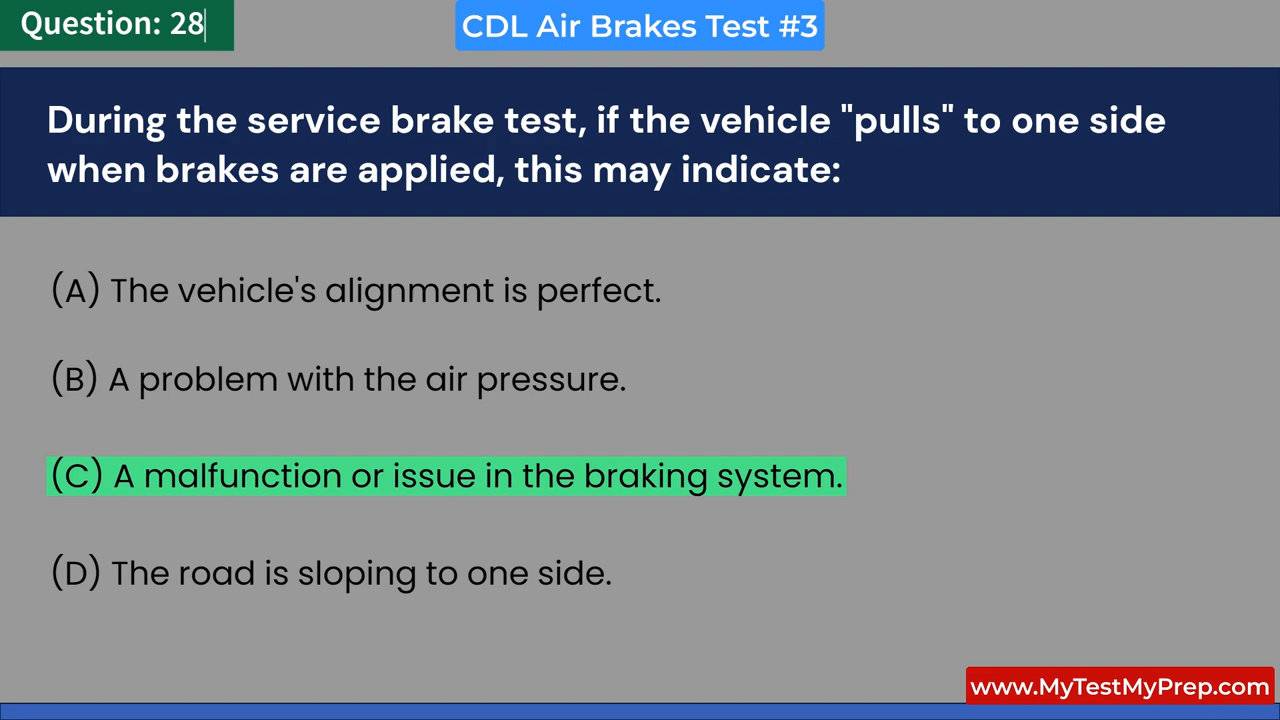 Question: 28
CDL Air Brakes Test #3
During the service brake test, if the vehicle "pulls" to one side
when brakes are applied, this may indicate:
(A) The vehicle's alignment is perfect.
(B) A problem with the air pressure.
(C) A malfunction or issue in the braking system.
(D) The road is sloping to one side.
www.MyTestMyPrep.com